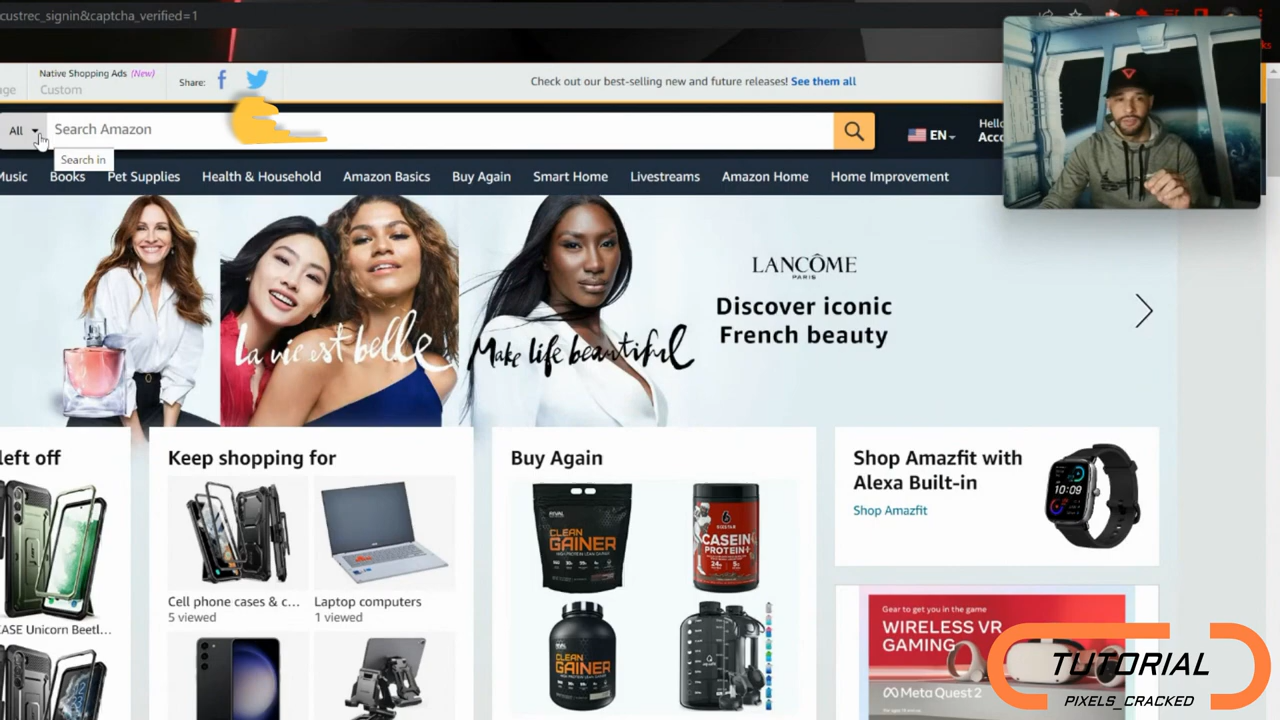 custrec_signin&captcha_verified=1
Native Shopping Ads (New)
Custom
Share:
Check out our best-selling new and future releases! See them all
All
Search Amazon
EN
Hello
Search in
Music
Books
Pet Supplies
Health & Household
Amazon Basics
Buy Again
Smart Home
Livestreams
Amazon Home
Home Improvement
LANCÔME
PARIS
Discover iconic
French beauty
la vie est belle
Make life beautiful
left off
Keep shopping for
Buy Again
Shop Amazfit with
Alexa Built-in
Shop Amazfit
10:09
RIVAL
CLEAN
GAINER
SIXSTAR
CASEIN
PROTEIN+
Cell phone cases & c...
5 viewed
Laptop computers
1 viewed
CASE Unicorn Beetl...
CLEAN
GAINER
Gear to get you in the game
WIRELESS VR
GAMING
Meta Quest 2
TUTORIAL
PIXELS_CRACKED